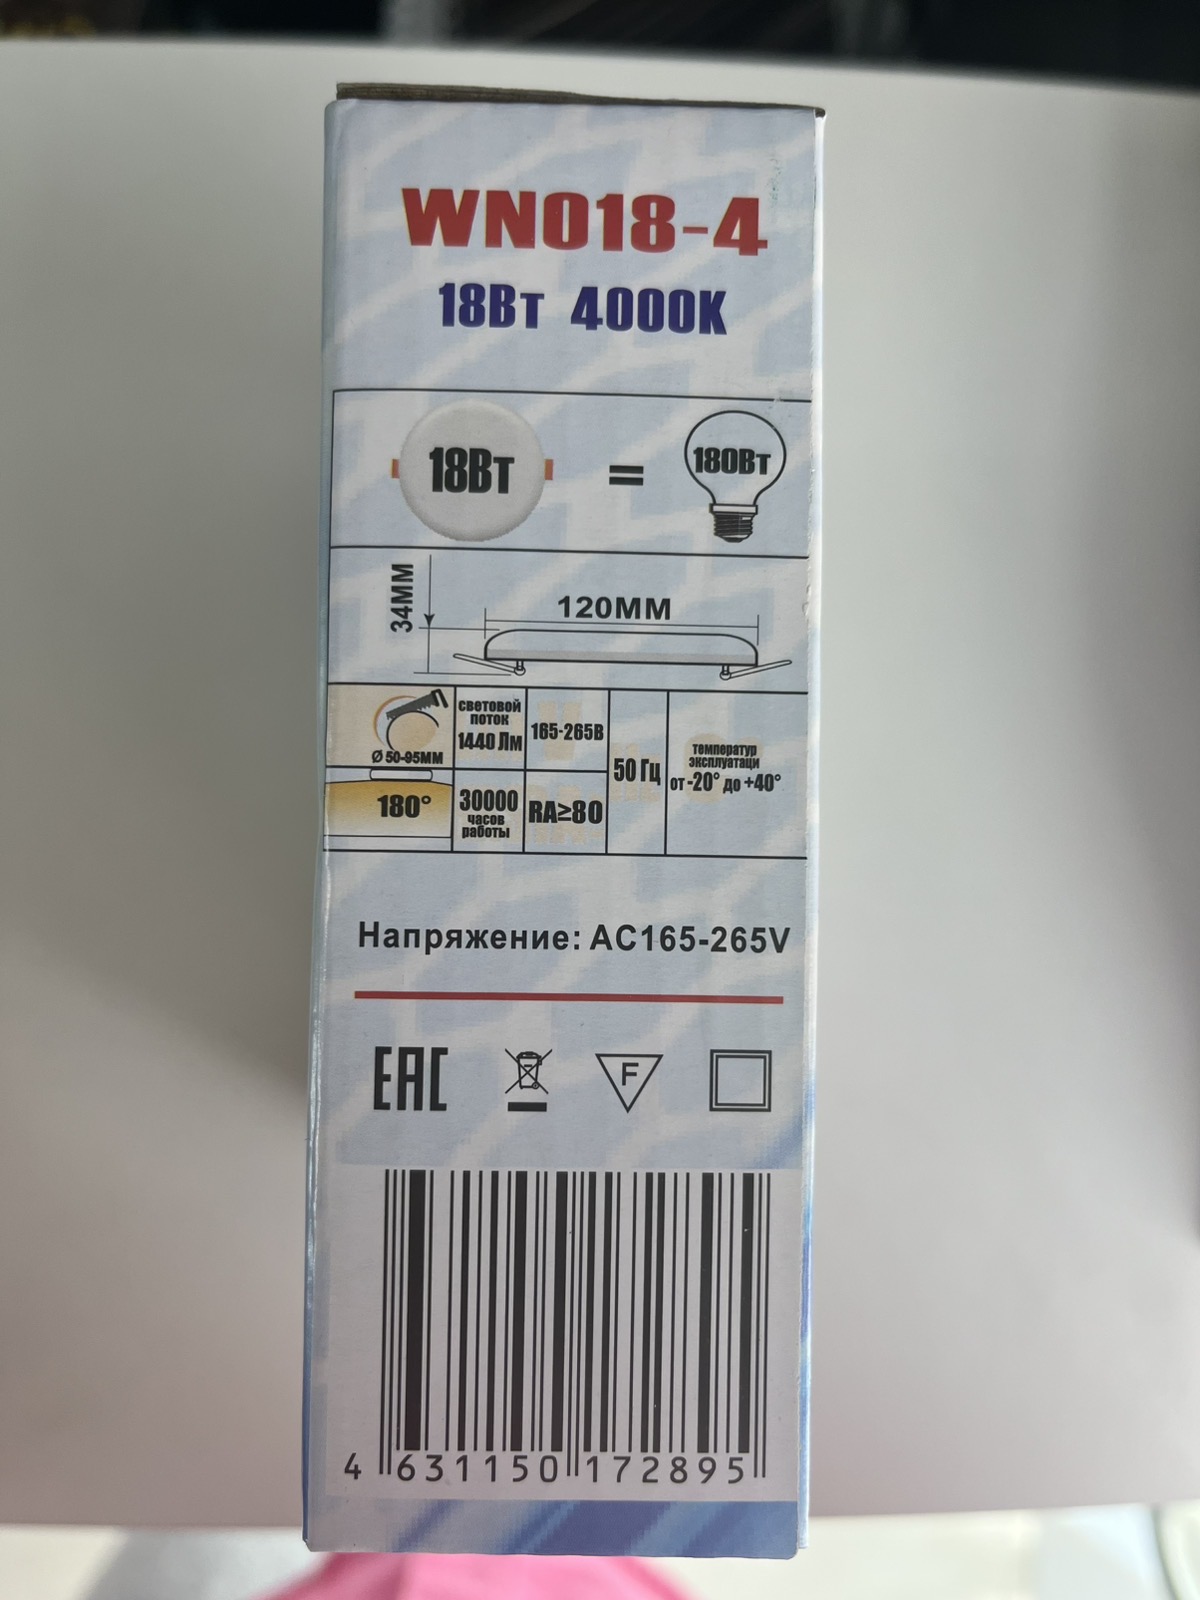 WN018-4
18Вт 4000K
18Вт = 180Вт
34ММ
120ММ
световой
поток
1440 Лм
165-265В
50 Гц
температур
эксплуатаци
от -20° до +40°
Ø 50-95ММ
180°
30000
часов
работы
RA≥80
Напряжение: AC165-265V
EAC
F
4 631150 172895